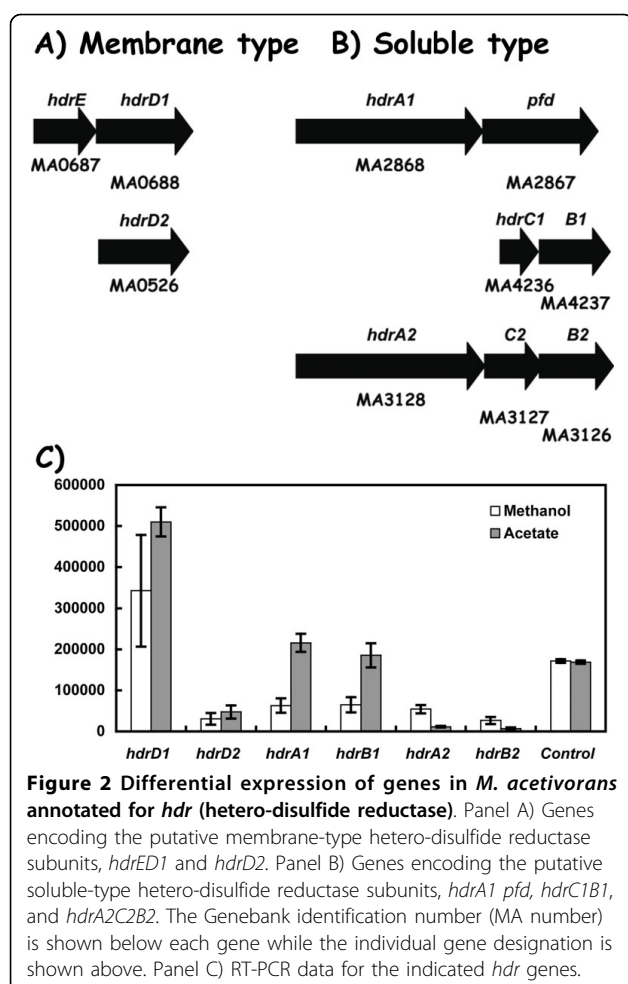 A) Membrane type B) Soluble type
hdrE hdrD1 hdrA1 pfd
MA0687 MA0688 MA2868 MA2867
hdrD2 hdrC1 B1
MA0526 MA4236 MA4237
hdrA2 C2 B2
MA3128 MA3127 MA3126
C)
600000
500000
400000
300000
200000
100000
0
Methanol
Acetate
hdrD1 hdrD2 hdrA1 hdrB1 hdrA2 hdrB2 Control
Figure 2 Differential expression of genes in M. acetivorans
annotated for hdr (hetero-disulfide reductase). Panel A) Genes
encoding the putative membrane-type hetero-disulfide reductase
subunits, hdrED1 and hdrD2. Panel B) Genes encoding the putative
soluble-type hetero-disulfide reductase subunits, hdrA1 pfd, hdrC1B1,
and hdrA2C2B2. The Genebank identification number (MA number)
is shown below each gene while the individual gene designation is
shown above. Panel C) RT-PCR data for the indicated hdr genes.